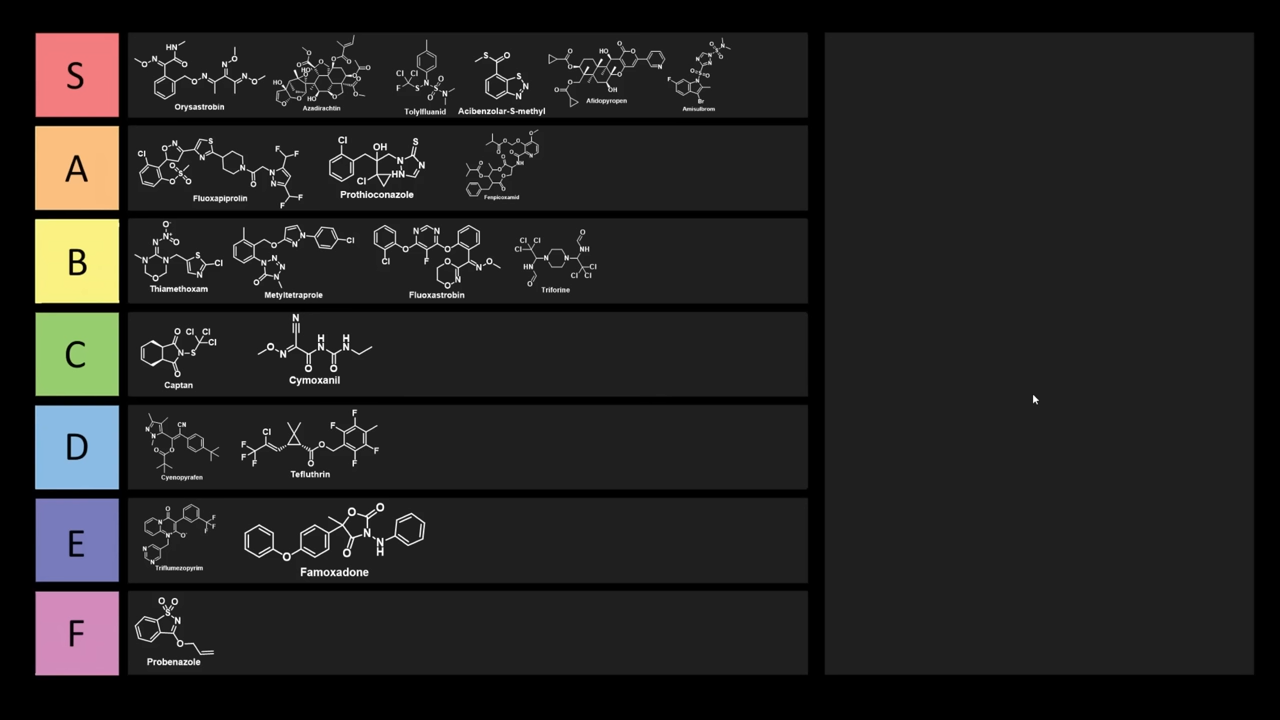 S
Orysastrobin
Azadirachtin
Tolylfluanid
Acibenzolar-S-methyl
Afidopyropen
Amisulbrom
A
Fluoxapiprolin
Prothioconazole
Fenpicoxamid
B
Thiamethoxam
Metyltetraprole
Fluoxastrobin
Triforine
C
Captan
Cymoxanil
D
Cyenopyrafen
Tefluthrin
E
Triflumezopyrim
Famoxadone
F
Probenazole